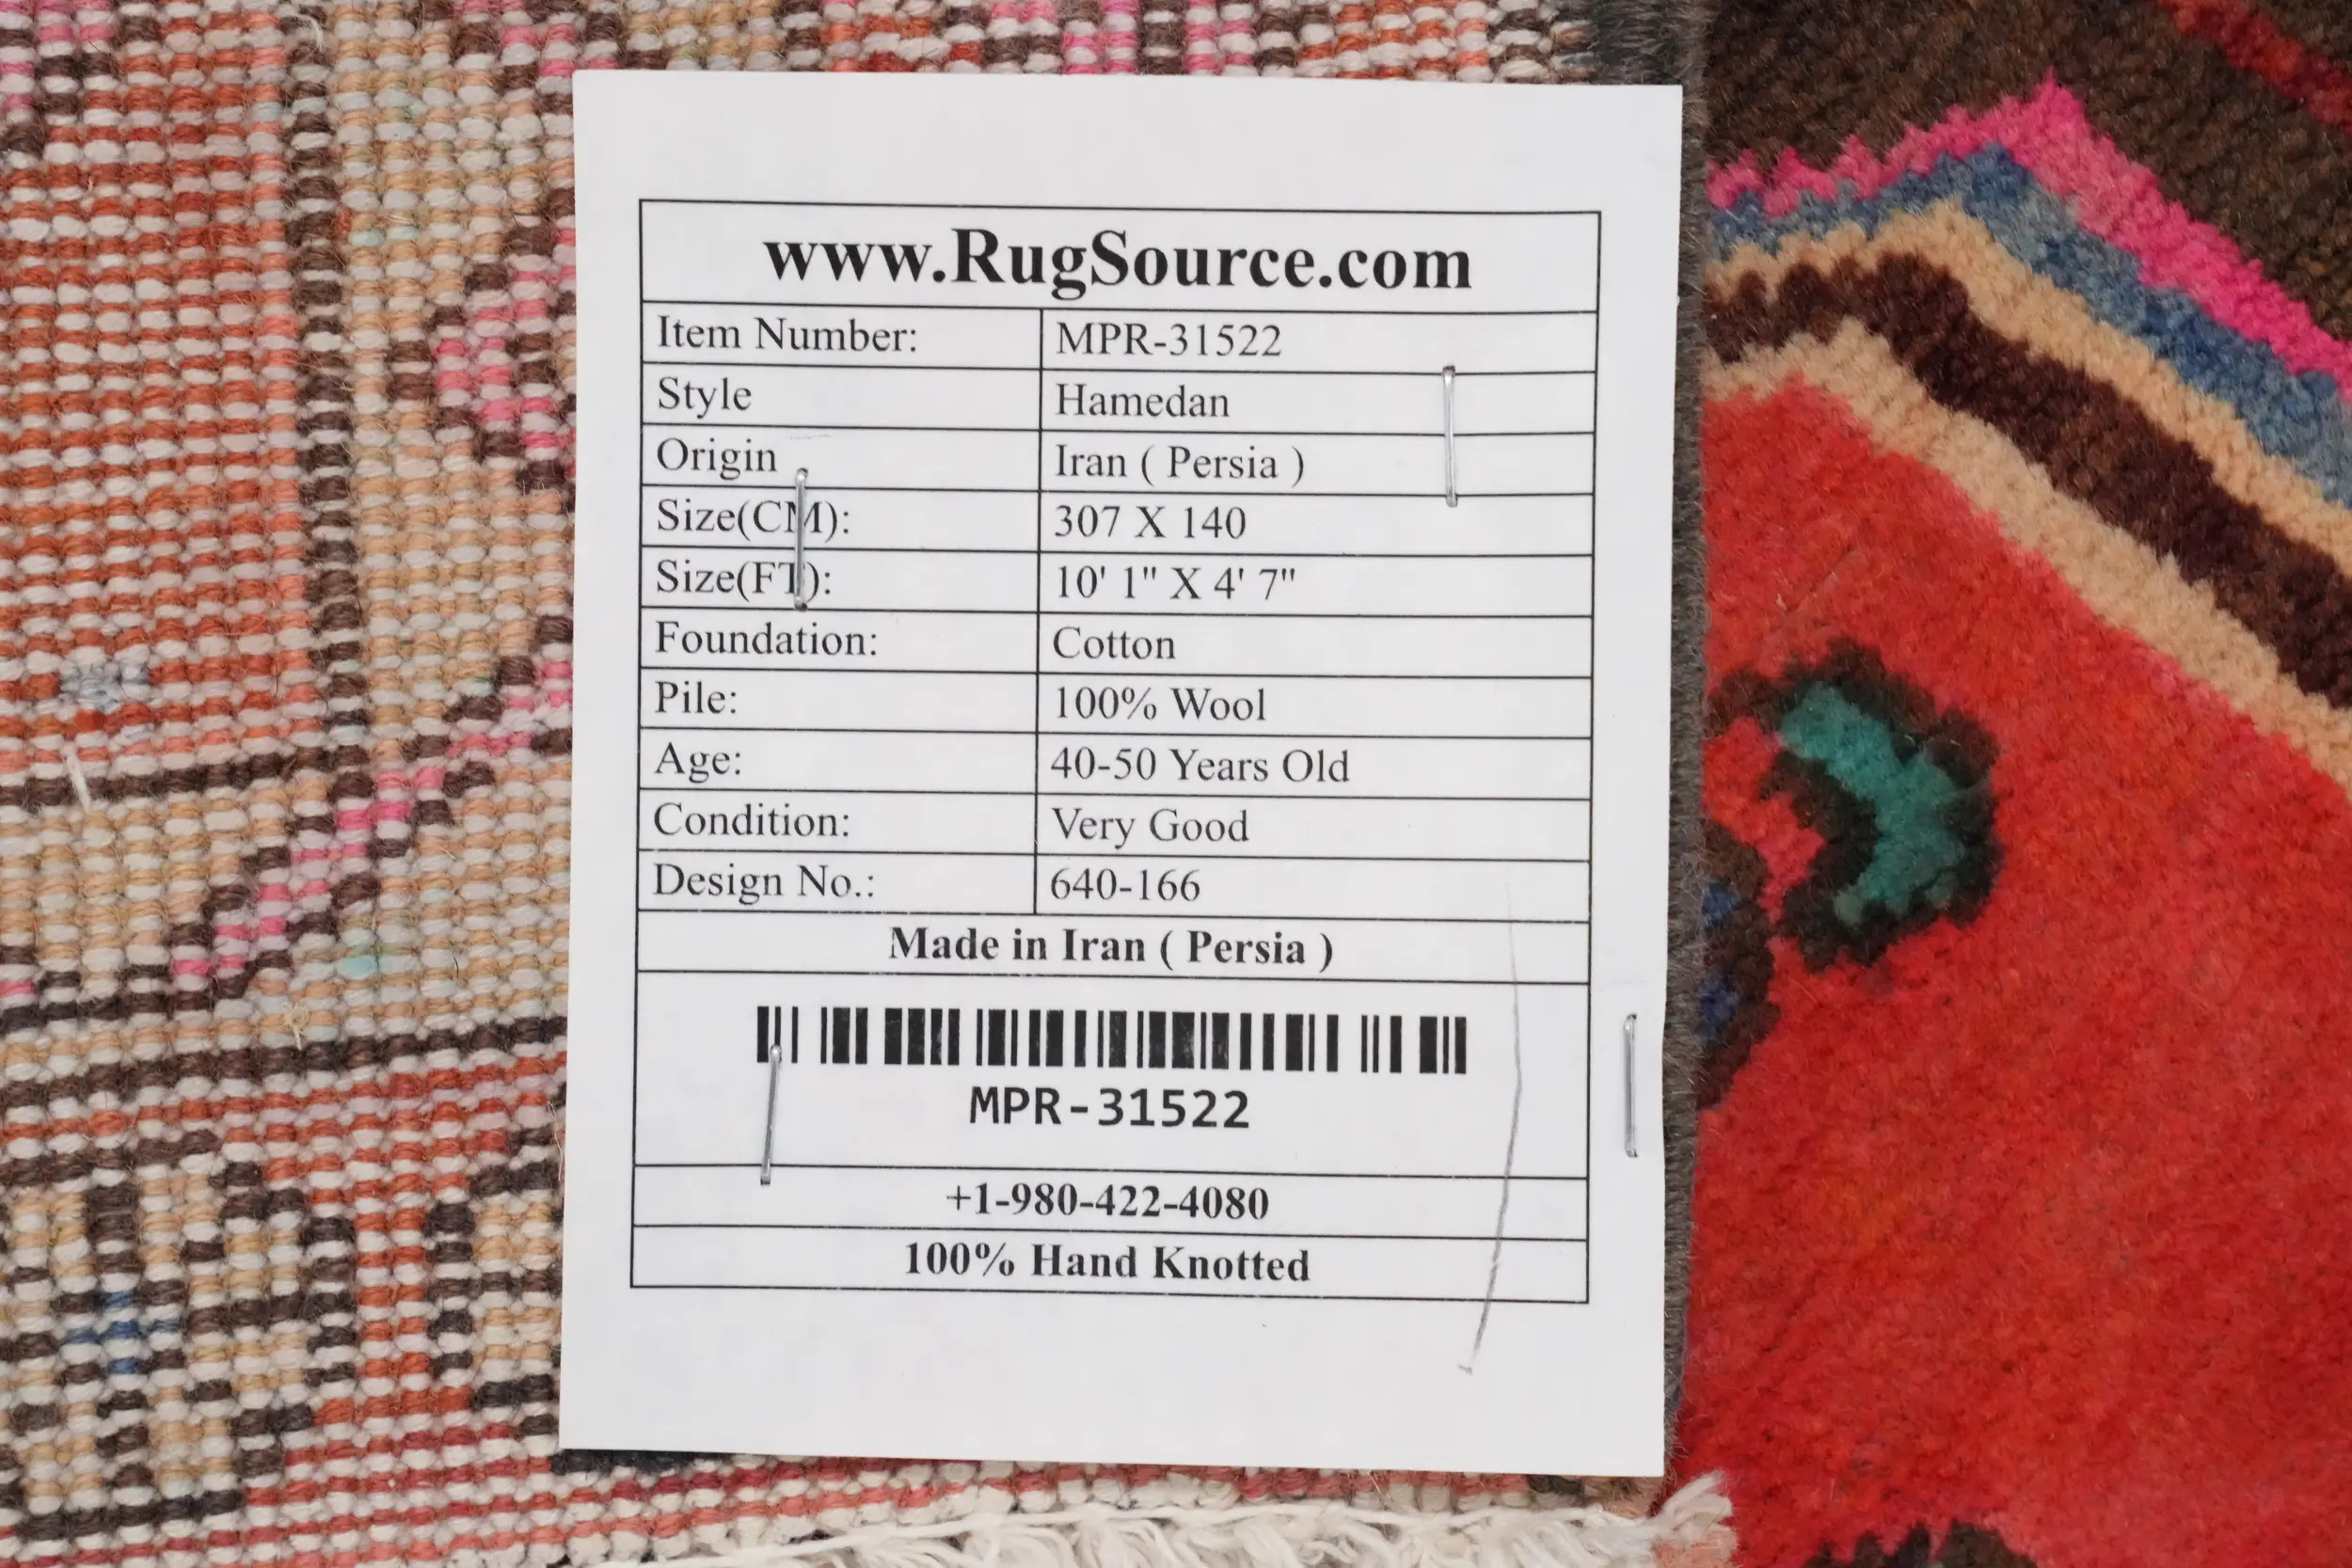 www.RugSource.com
Item Number: MPR-31522
Style Hamedan
Origin Iran ( Persia )
Size(CM): 307 X 140
Size(FT): 10' 1" X 4' 7"
Foundation: Cotton
Pile: 100% Wool
Age: 40-50 Years Old
Condition: Very Good
Design No.: 640-166
Made in Iran ( Persia )
MPR-31522
+1-980-422-4080
100% Hand Knotted